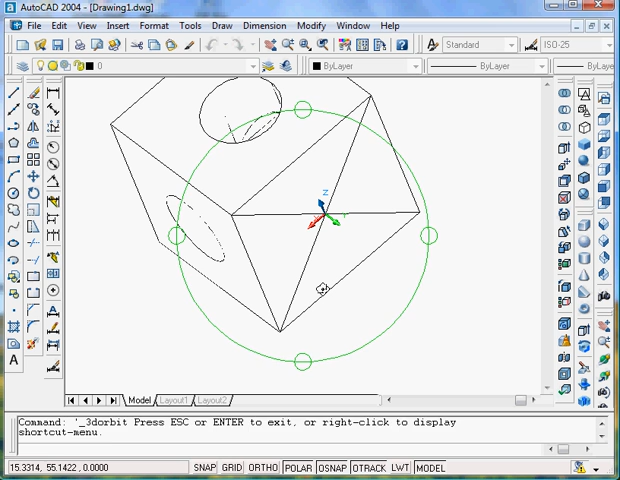 AutoCAD 2004 - [Drawing1.dwg]
File Edit View Insert Format Tools Draw Dimension Modify Window Help
Standard ISO-25
0 ByLayer ByLayer ByLayer
Z
A
Model Layout1 Layout2
Command: '_3dorbit Press ESC or ENTER to exit, or right-click to display
shortcut-menu.
15.3314, 55.1422, 0.0000 SNAP GRID ORTHO POLAR OSNAP OTRACK LWT MODEL